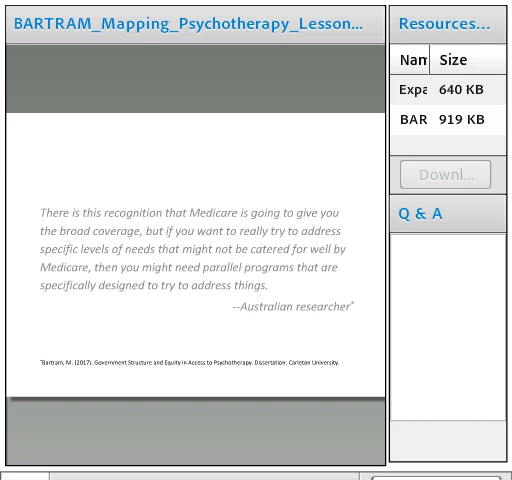 BARTRAM_Mapping_Psychotherapy_Lesson...
There is this recognition that Medicare is going to give you
the broad coverage, but if you want to really try to address
specific levels of needs that might not be catered for well by
Medicare, then you might need parallel programs that are
specifically designed to try to address things.
--Australian researcher*
*Bartram, M. (2017). Government Structure and Equity in Access to Psychotherapy. Dissertation: Carleton University.
Resources...
Nam Size
Expa 640 KB
BAR 919 KB
Downl...
Q & A